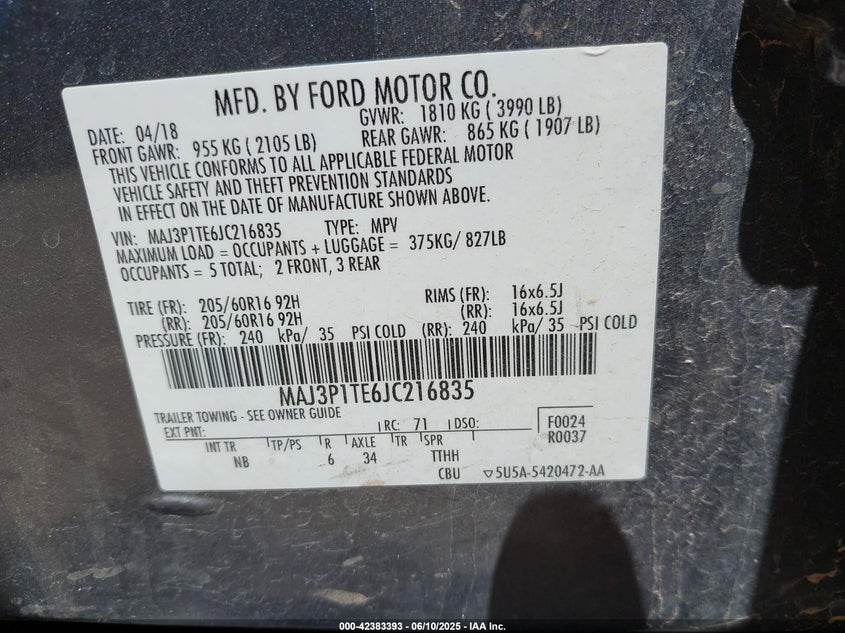 MFD. BY FORD MOTOR CO.
DATE: 04/18 GVWR: 1810 KG ( 3990 LB)
FRONT GAWR: 955 KG ( 2105 LB) REAR GAWR: 865 KG ( 1907 LB)
THIS VEHICLE CONFORMS TO ALL APPLICABLE FEDERAL MOTOR
VEHICLE SAFETY AND THEFT PREVENTION STANDARDS
IN EFFECT ON THE DATE OF MANUFACTURE SHOWN ABOVE.
VIN: MAJ3P1TE6JC216835 TYPE: MPV
MAXIMUM LOAD = OCCUPANTS + LUGGAGE = 375KG/ 827LB
OCCUPANTS = 5 TOTAL; 2 FRONT, 3 REAR
TIRE (FR): 205/60R16 92H RIMS (FR): 16x6.5J
(RR): 205/60R16 92H (RR): 16x6.5J
PRESSURE (FR): 240 kPa/ 35 PSI COLD (RR): 240 kPa/ 35 PSI COLD
MAJ3P1TE6JC216835
TRAILER TOWING - SEE OWNER GUIDE
EXT PNT: RC: 71 DSO: F0024
R0037
INT TR TP/PS R AXLE TR SPR
NB 6 34 TTHH
CBU ▽5U5A-5420472-AA
000-42383393 - 06/10/2025 - IAA Inc.